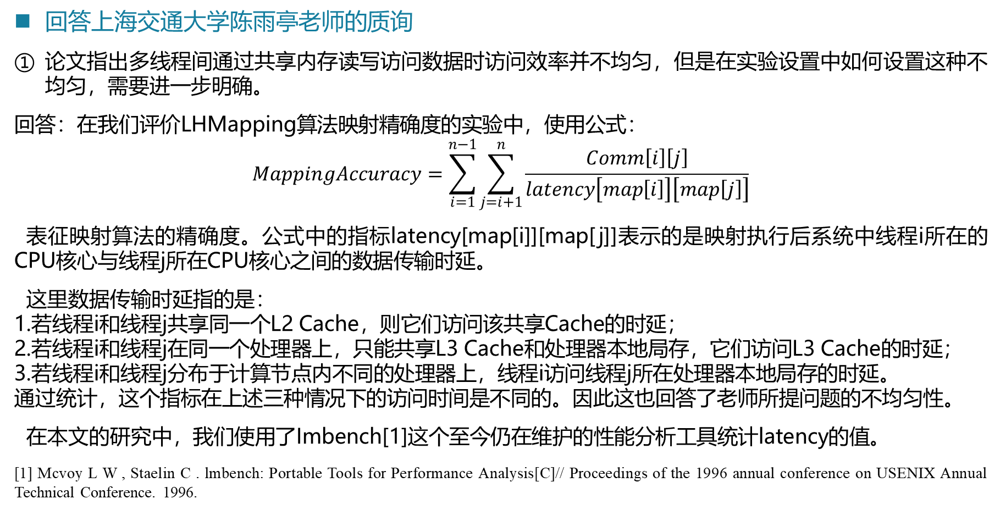 ■ 回答上海交通大学陈雨亭老师的质询
① 论文指出多线程间通过共享内存读写访问数据时访问效率并不均匀，但是在实验设置中如何设置这种不
均匀，需要进一步明确。
回答：在我们评价LHMapping算法映射精确度的实验中，使用公式：
MappingAccuracy = \sum_{i=1}^{n-1} \sum_{j=i+1}^{n} \frac{Comm[i][j]}{latency[map[i]][map[j]]}
表征映射算法的精确度。公式中的指标latency[map[i]][map[j]]表示的是映射执行后系统中线程i所在的
CPU核心与线程j所在CPU核心之间的数据传输时延。
这里数据传输时延指的是：
1.若线程i和线程j共享同一个L2 Cache，则它们访问该共享Cache的时延；
2.若线程i和线程j在同一个处理器上，只能共享L3 Cache和处理器本地局存，它们访问L3 Cache的时延；
3.若线程i和线程j分布于计算节点内不同的处理器上，线程i访问线程j所在处理器本地局存的时延。
通过统计，这个指标在上述三种情况下的访问时间是不同的。因此这也回答了老师所提问题的不均匀性。
在本文的研究中，我们使用了lmbench[1]这个至今仍在维护的性能分析工具统计latency的值。
[1] Mcvoy L W , Staelin C . lmbench: Portable Tools for Performance Analysis[C]// Proceedings of the 1996 annual conference on USENIX Annual
Technical Conference. 1996.